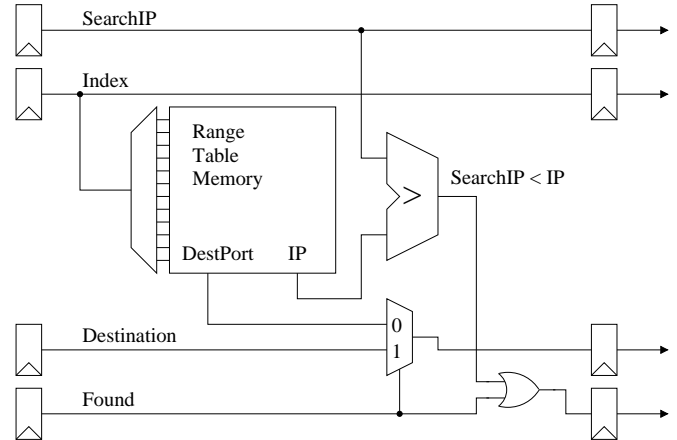 SearchIP
Index
Range
Table
Memory
SearchIP < IP
>
DestPort IP
0
Destination
1
Found